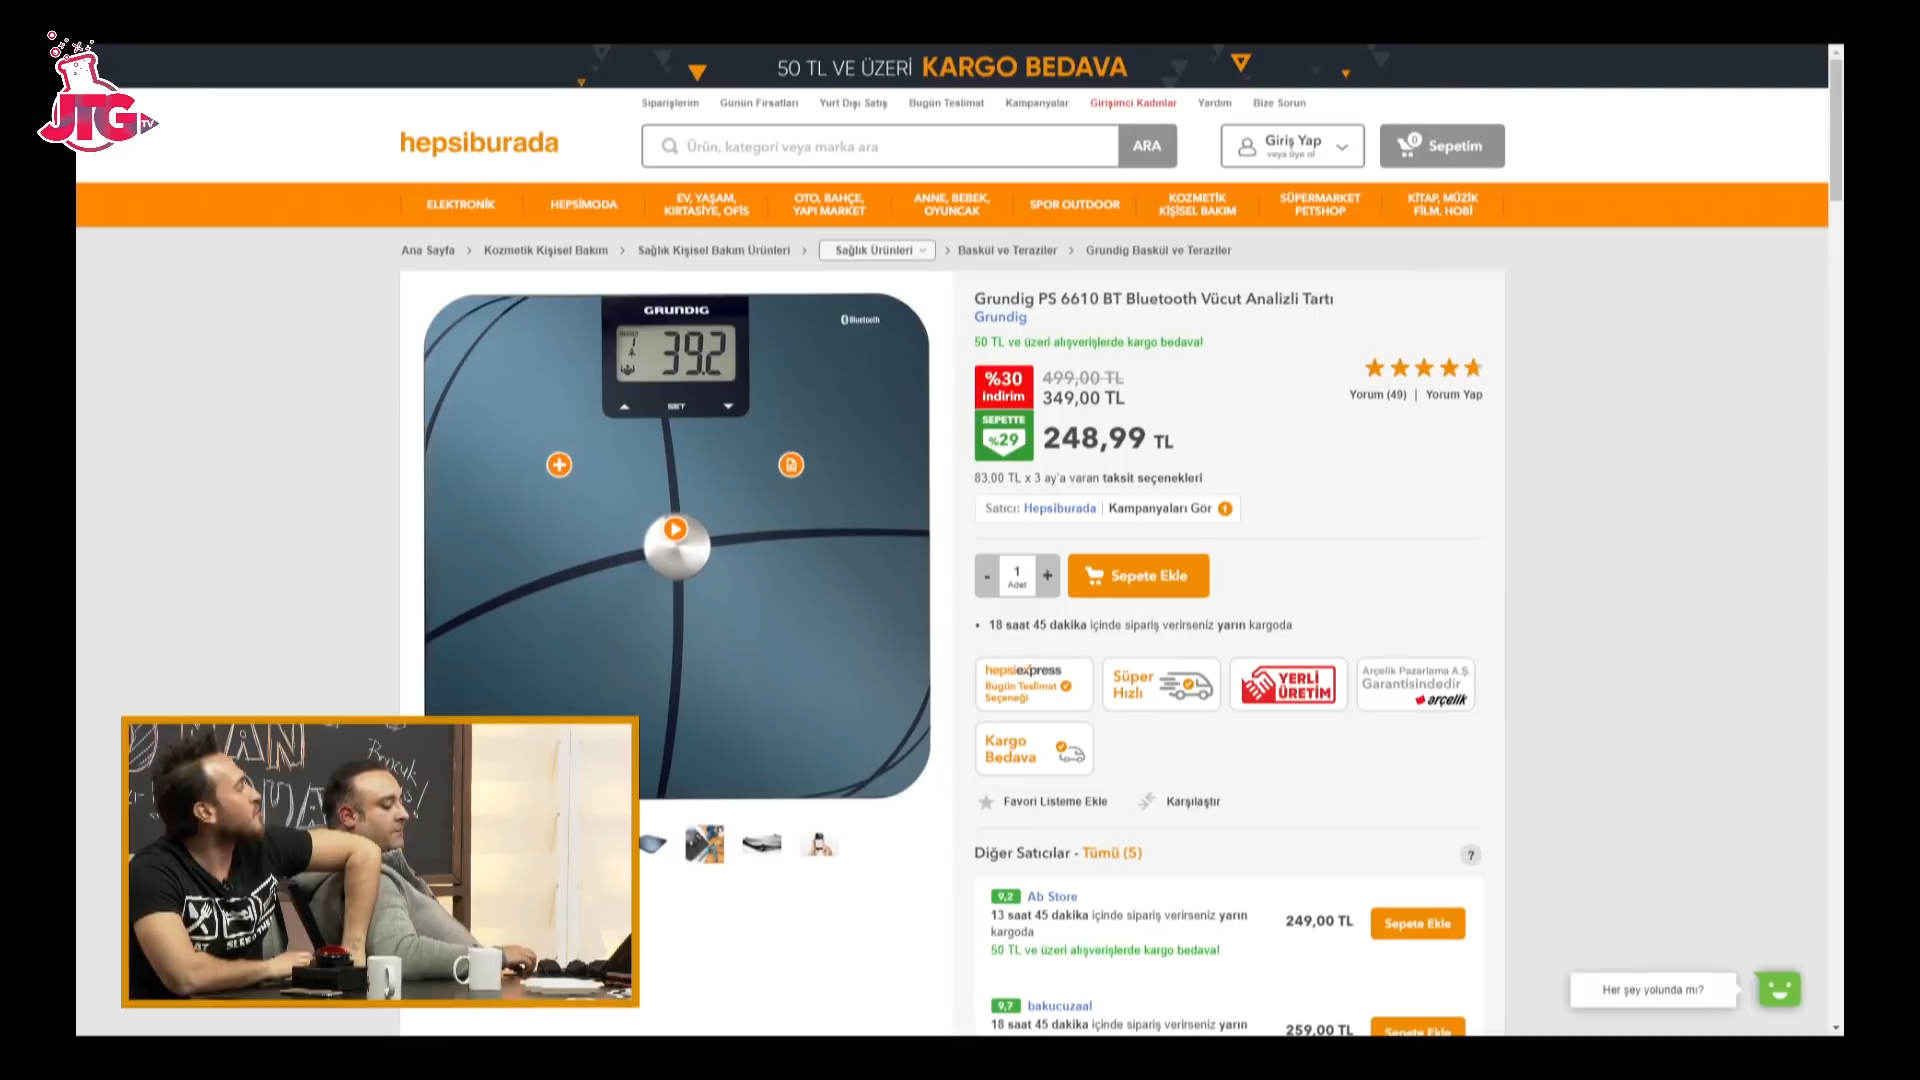 JTG TV
50 TL VE ÜZERİ KARGO BEDAVA
Siparişlerim Günün Fırsatları Yurt Dışı Satış Bugün Teslimat Kampanyalar Girişimci Kadınlar Yardım Bize Sorun
hepsiburada
Ürün, kategori veya marka ara
ARA
Giriş Yap
veya üye ol
0
Sepetim
ELEKTRONİK
HEPSİMODA
EV, YAŞAM,
KIRTASİYE, OFİS
OTO, BAHÇE,
YAPI MARKET
ANNE, BEBEK,
OYUNCAK
SPOR OUTDOOR
KOZMETİK
KİŞİSEL BAKIM
SÜPERMARKET
PETSHOP
KİTAP, MÜZİK
FİLM, HOBİ
Ana Sayfa > Kozmetik Kişisel Bakım > Sağlık Kişisel Bakım Ürünleri > Sağlık Ürünleri > Baskül ve Teraziler > Grundig Baskül ve Teraziler
GRUNDIG
Bluetooth
39.2
SET
Grundig PS 6610 BT Bluetooth Vücut Analizli Tartı
Grundig
50 TL ve üzeri alışverişlerde kargo bedava!
%30
indirim
499,00 TL
349,00 TL
SEPETTE
%29
248,99 TL
Yorum (49) | Yorum Yap
83,00 TL x 3 ay'a varan taksit seçenekleri
Satıcı: Hepsiburada | Kampanyaları Gör 1
- 1 +
Adet
Sepete Ekle
• 18 saat 45 dakika içinde sipariş verirseniz yarın kargoda
hepsiexpress
Bugün Teslimat
Seçeneği
Süper
Hızlı
YERLİ
ÜRETİM
Arçelik Pazarlama A.Ş.
Garantisindedir
arçelik
Kargo
Bedava
Favori Listeme Ekle
Karşılaştır
Diğer Satıcılar - Tümü (5)
?
9,2 Ab Store
13 saat 45 dakika içinde sipariş verirseniz yarın
kargoda
50 TL ve üzeri alışverişlerde kargo bedava!
249,00 TL
Sepete Ekle
9,7 bakucuzaal
18 saat 45 dakika içinde sipariş verirseniz yarın
259,00 TL
Sepete Ekle
Her şey yolunda mı?